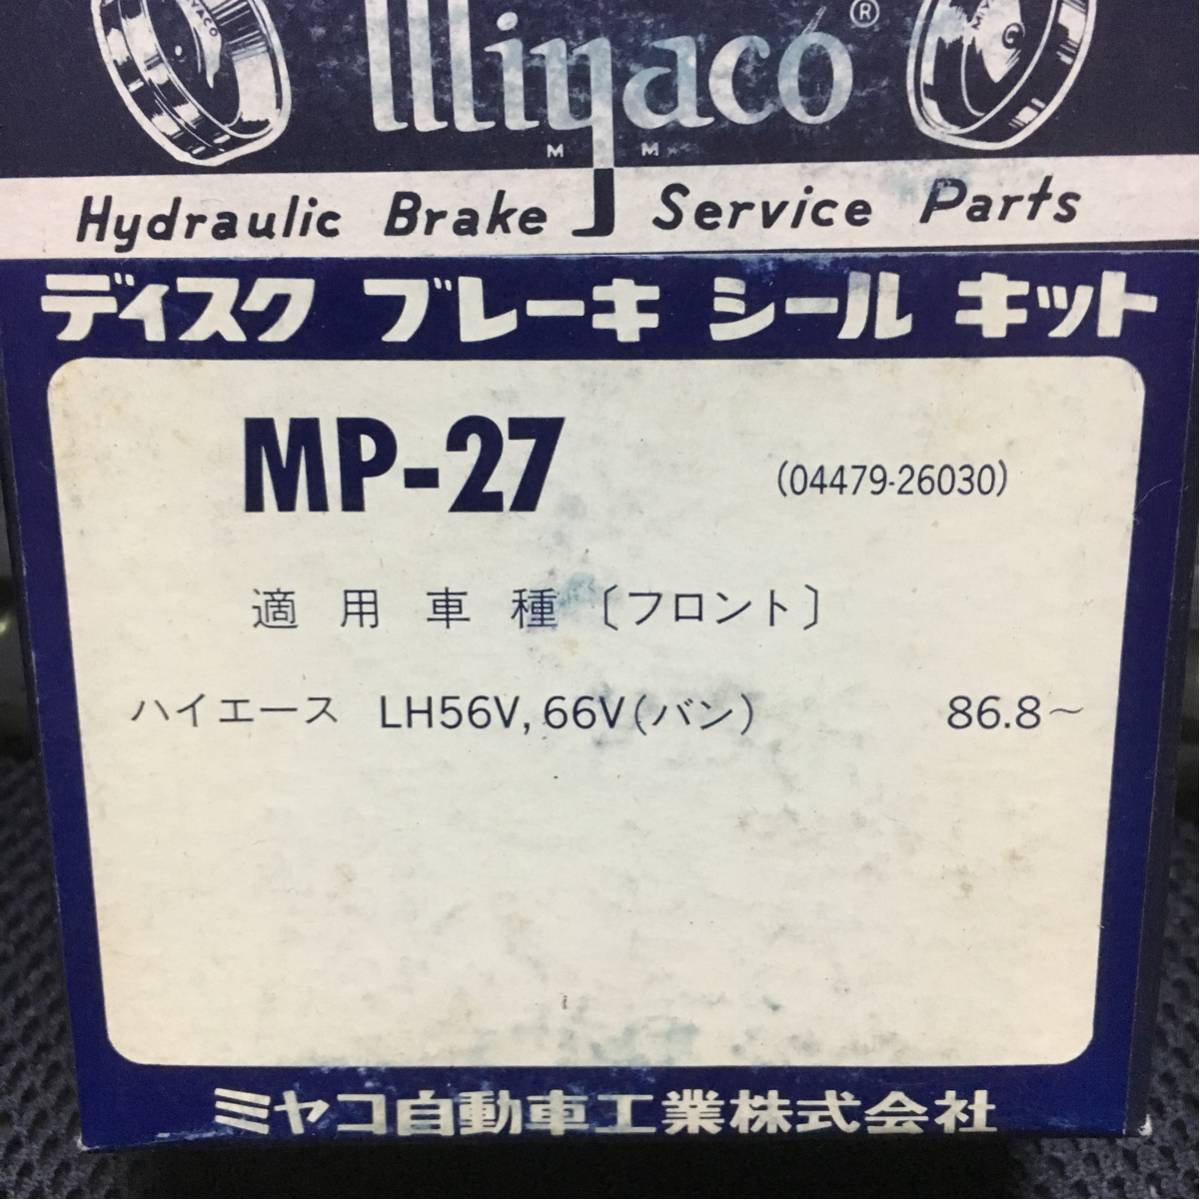 MIYACO
MIYACO
Miyaco®
M M
Hydraulic Brake Service Parts
ディスク ブレーキ シール キット
MP-27 (04479-26030)
適用車種〔フロント〕
ハイエース LH56V, 66V(バン) 86.8〜
ミヤコ自動車工業株式会社